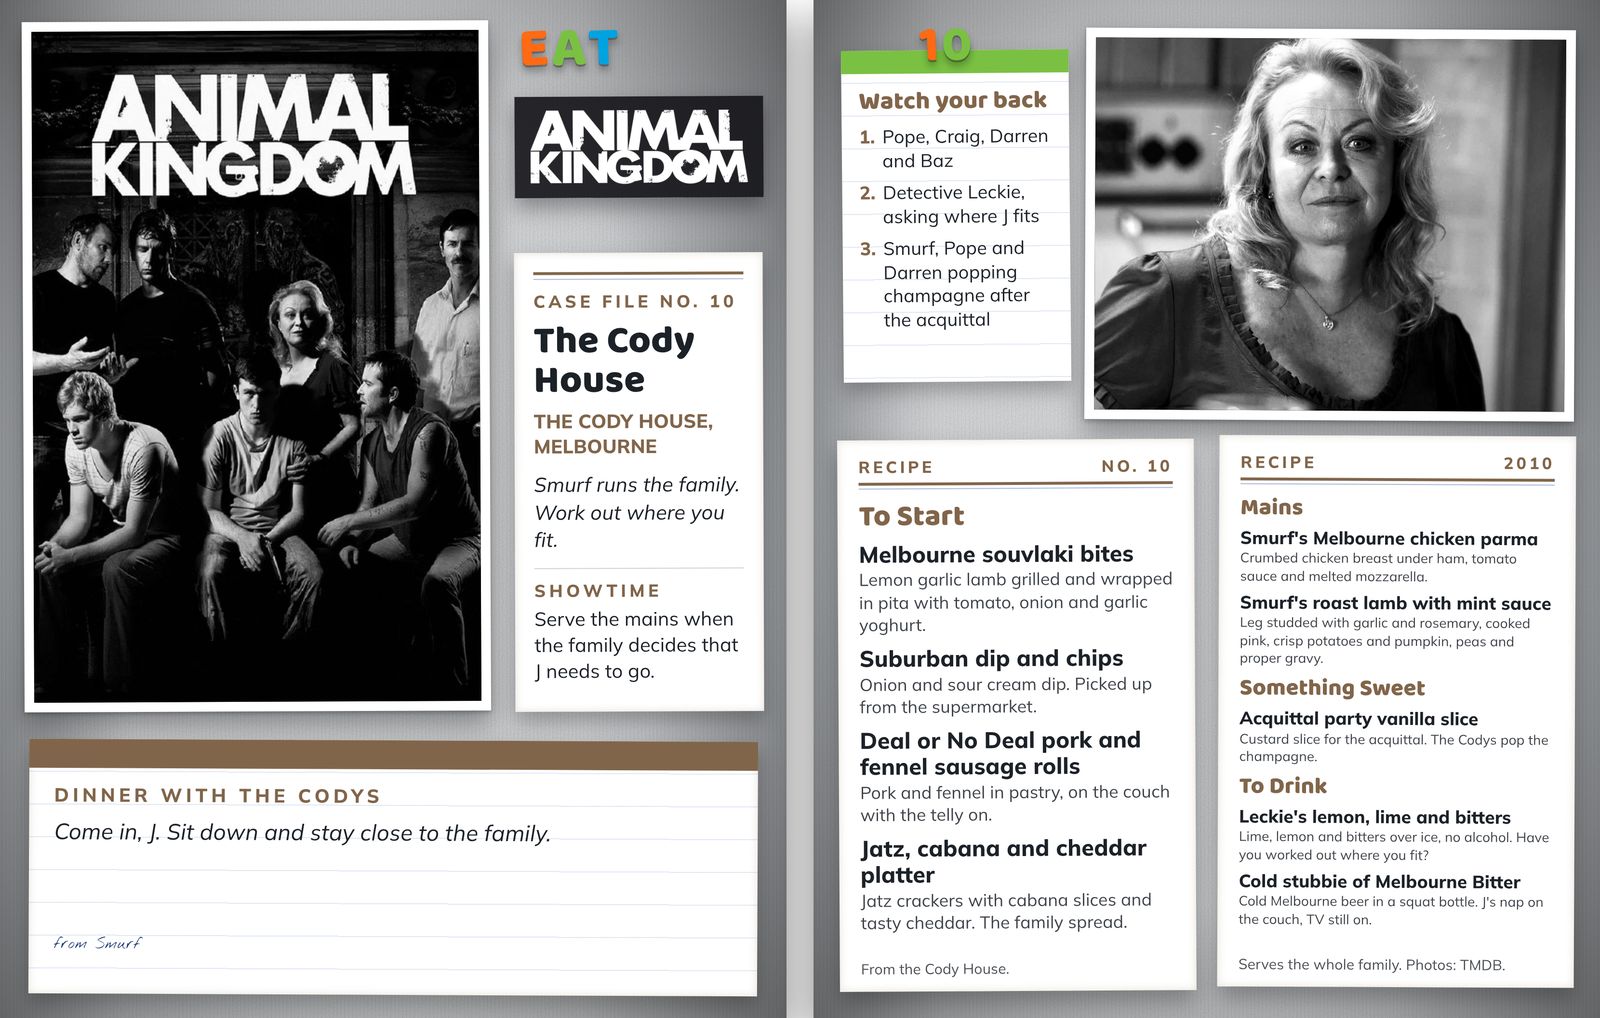 ANIMAL
KINGDOM
EAT
ANIMAL
KINGDOM
CASE FILE NO. 10
The Cody
House
THE CODY HOUSE,
MELBOURNE
Smurf runs the family.
Work out where you
fit.
SHOWTIME
Serve the mains when
the family decides that
J needs to go.
DINNER WITH THE CODYS
Come in, J. Sit down and stay close to the family.
from Smurf
10
Watch your back
1. Pope, Craig, Darren
and Baz
2. Detective Leckie,
asking where J fits
3. Smurf, Pope and
Darren popping
champagne after
the acquittal
RECIPE NO. 10
To Start
Melbourne souvlaki bites
Lemon garlic lamb grilled and wrapped
in pita with tomato, onion and garlic
yoghurt.
Suburban dip and chips
Onion and sour cream dip. Picked up
from the supermarket.
Deal or No Deal pork and
fennel sausage rolls
Pork and fennel in pastry, on the couch
with the telly on.
Jatz, cabana and cheddar
platter
Jatz crackers with cabana slices and
tasty cheddar. The family spread.
From the Cody House.
RECIPE 2010
Mains
Smurf's Melbourne chicken parma
Crumbed chicken breast under ham, tomato
sauce and melted mozzarella.
Smurf's roast lamb with mint sauce
Leg studded with garlic and rosemary, cooked
pink, crisp potatoes and pumpkin, peas and
proper gravy.
Something Sweet
Acquittal party vanilla slice
Custard slice for the acquittal. The Codys pop the
champagne.
To Drink
Leckie's lemon, lime and bitters
Lime, lemon and bitters over ice, no alcohol. Have
you worked out where you fit?
Cold stubbie of Melbourne Bitter
Cold Melbourne beer in a squat bottle. J's nap on
the couch, TV still on.
Serves the whole family. Photos: TMDB.